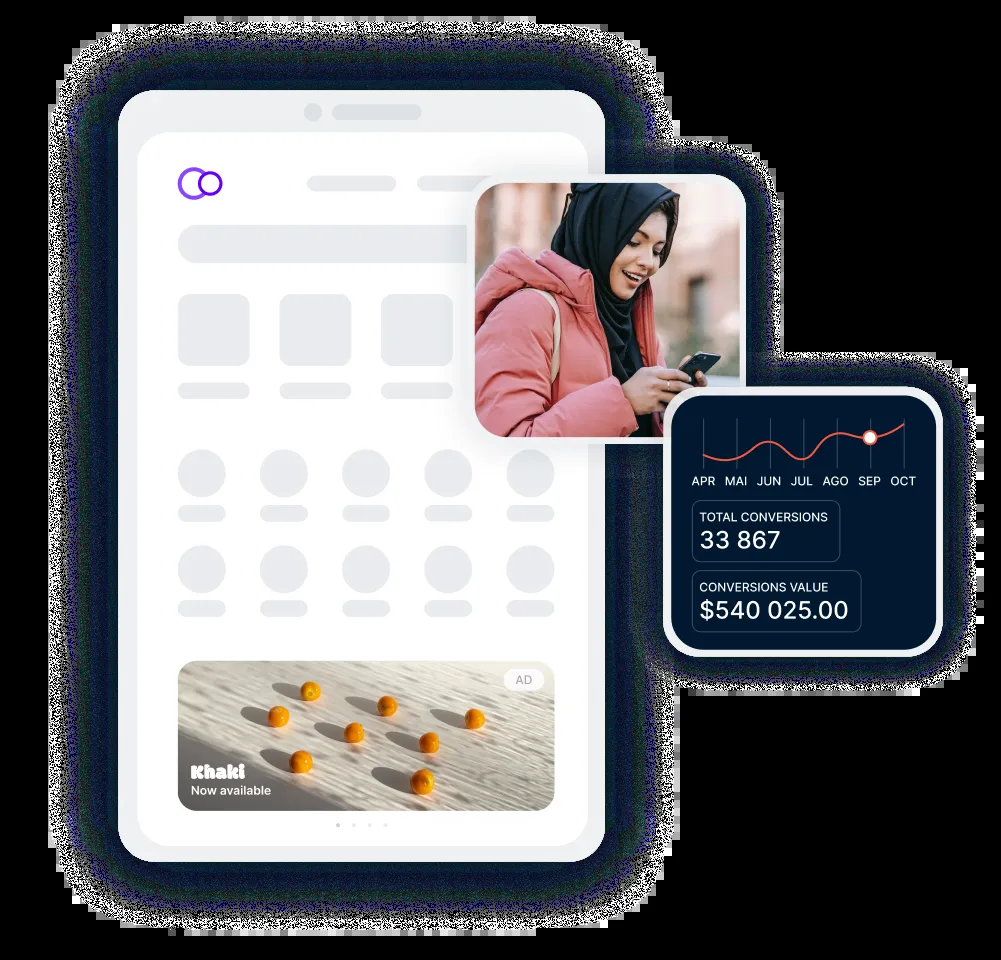 APR MAI JUN JUL AGO SEP OCT
TOTAL CONVERSIONS
33 867
CONVERSIONS VALUE
$540 025.00
AD
Khaki
Now available